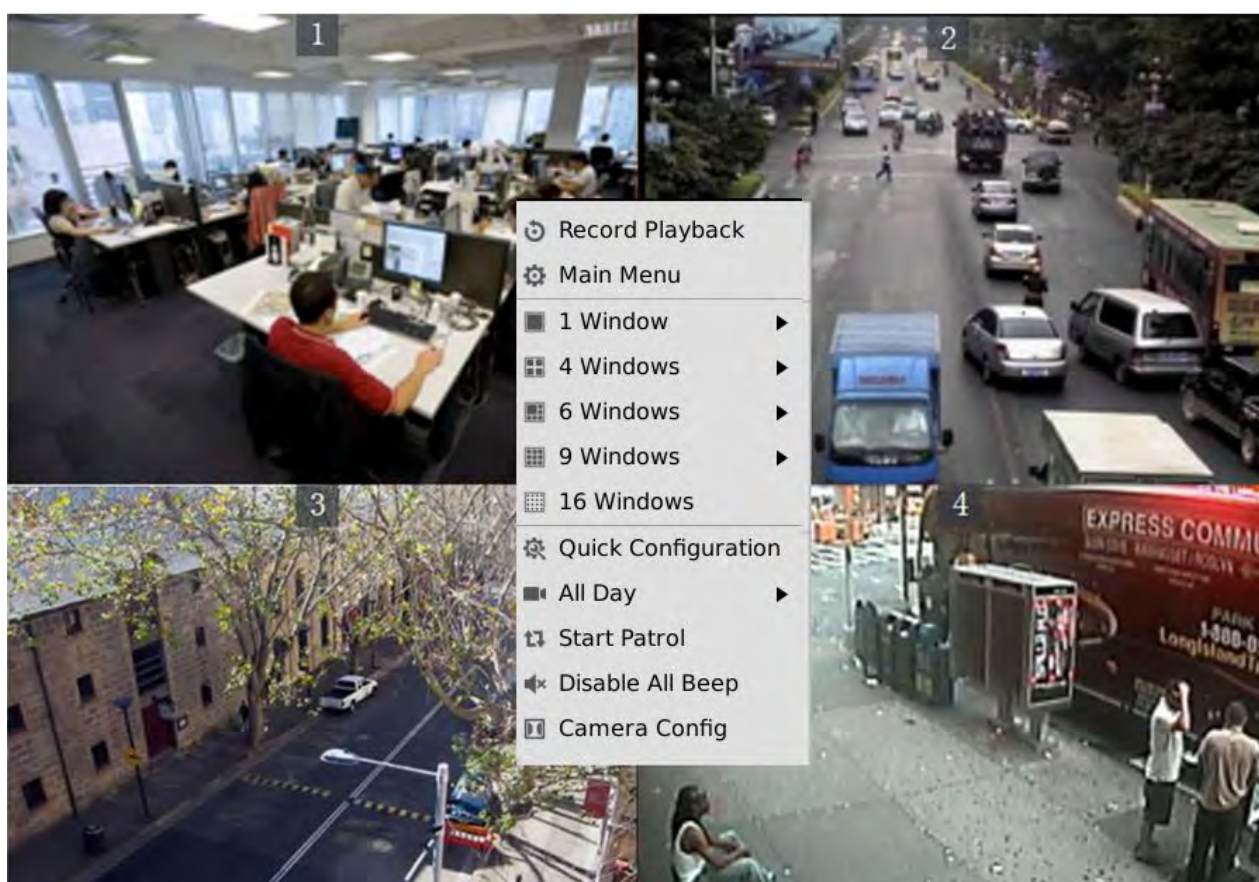 1
2
Record Playback
Main Menu
1 Window
4 Windows
6 Windows
9 Windows
16 Windows
Quick Configuration
All Day
Start Patrol
Disable All Beep
Camera Config
3
4
EXPRESS COMMU
Longisland